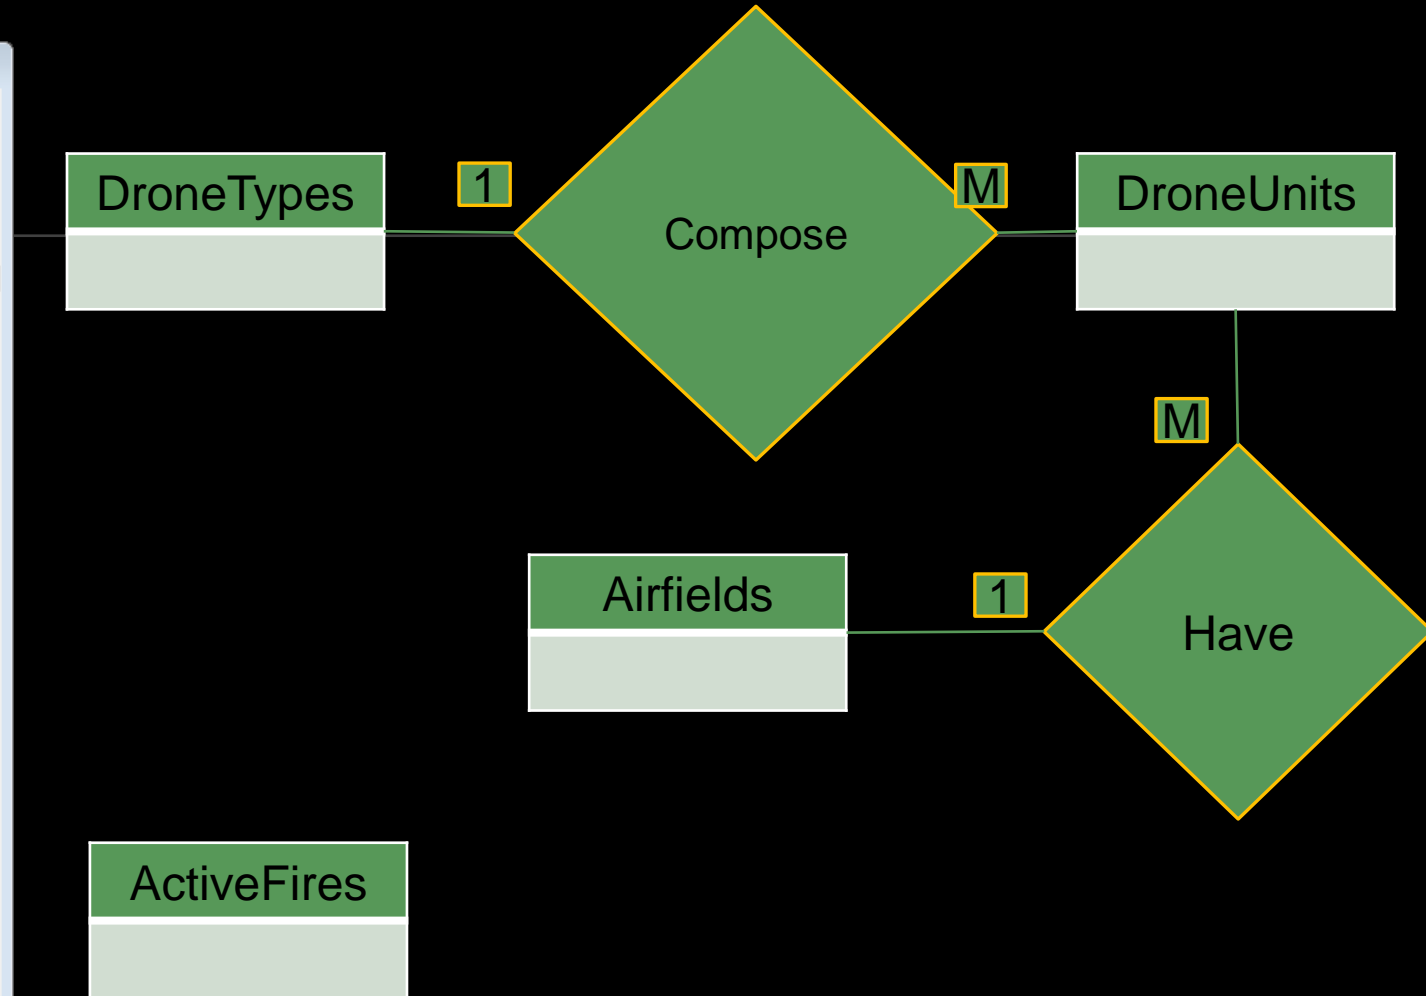 DroneTypes
1
Compose
M
DroneUnits
M
Airfields
1
Have
ActiveFires